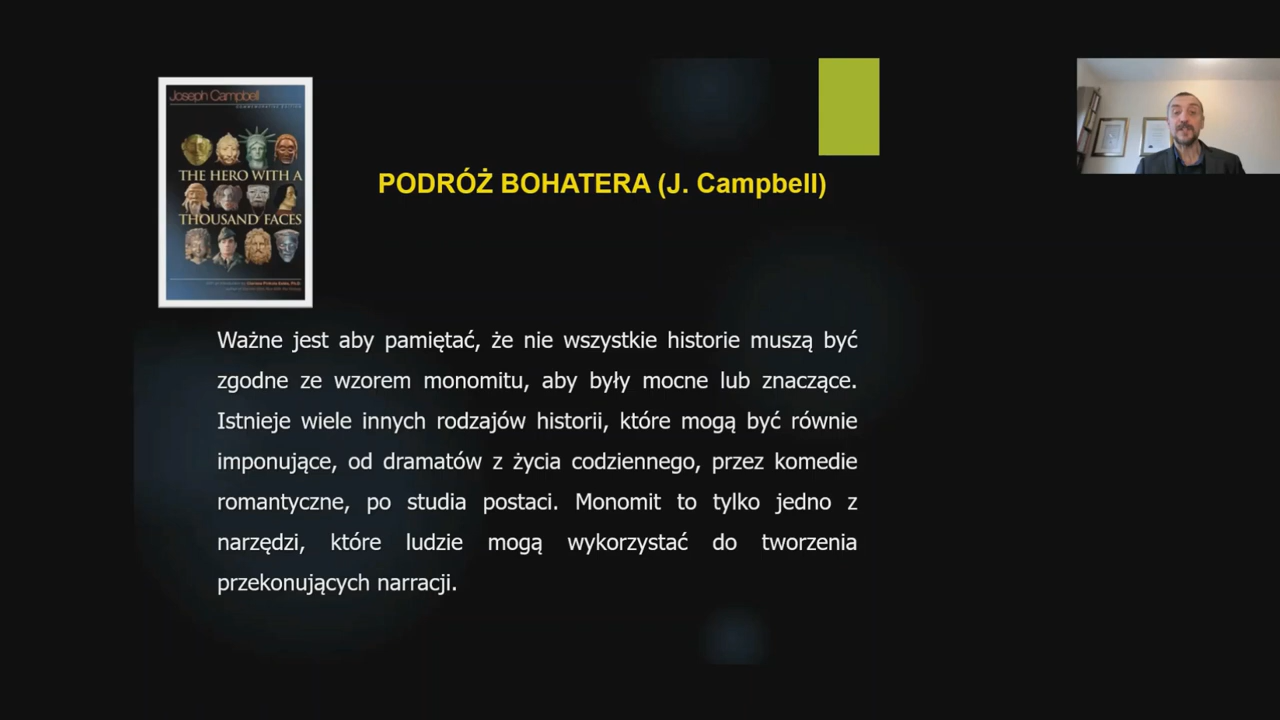 Joseph Campbell
COMMEMORATIVE EDITION
THE HERO WITH A
THOUSAND FACES
PODRÓŻ BOHATERA (J. Campbell)
Ważne jest aby pamiętać, że nie wszystkie historie muszą być
zgodne ze wzorem monomitu, aby były mocne lub znaczące.
Istnieje wiele innych rodzajów historii, które mogą być równie
imponujące, od dramatów z życia codziennego, przez komedie
romantyczne, po studia postaci. Monomit to tylko jedno z
narzędzi, które ludzie mogą wykorzystać do tworzenia
przekonujących narracji.